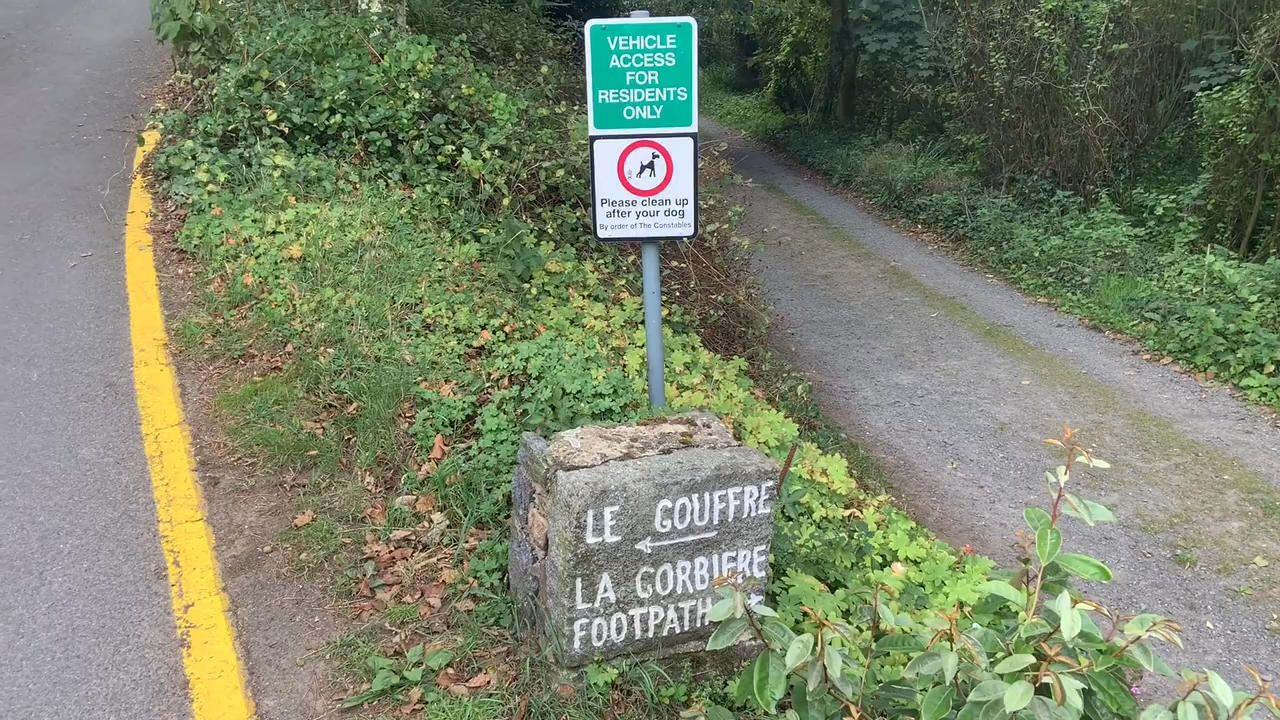 VEHICLE
ACCESS
FOR
RESIDENTS
ONLY
Please clean up
after your dog
By order of The Constables
LE GOUFFRE
LA CORBIERE
FOOTPATH